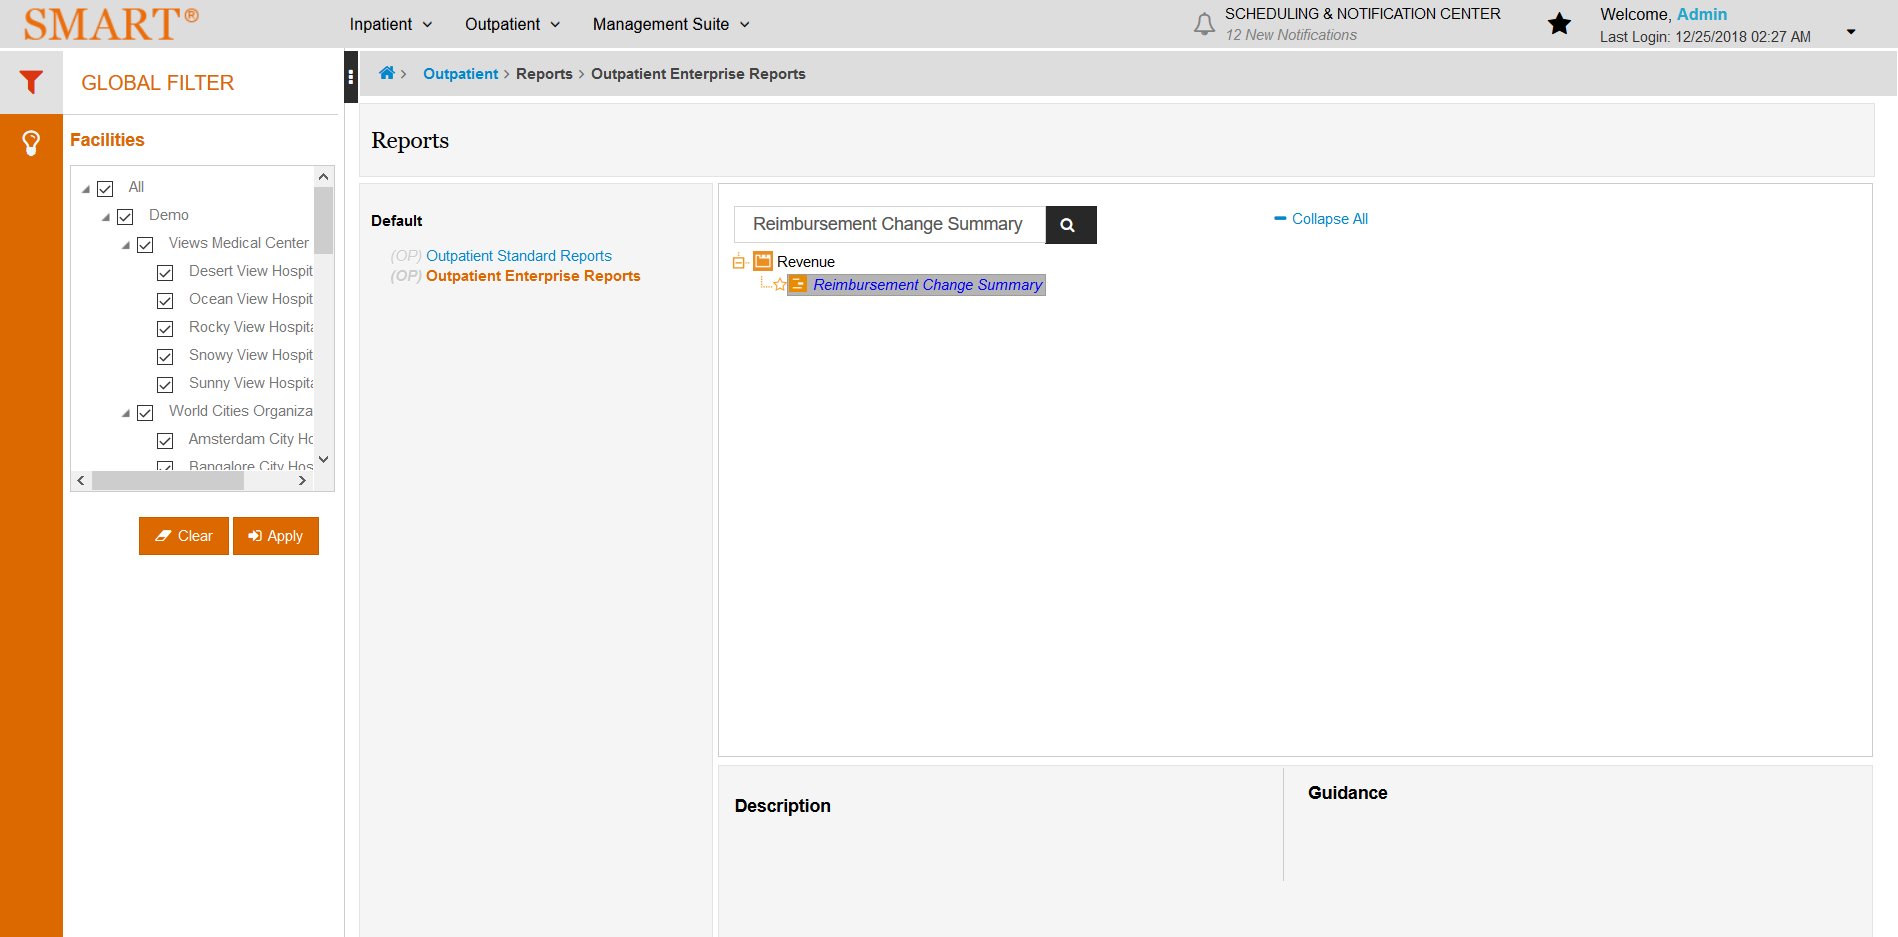 SMART®
Inpatient
Outpatient
Management Suite
SCHEDULING & NOTIFICATION CENTER
12 New Notifications
Welcome, Admin
Last Login: 12/25/2018 02:27 AM
GLOBAL FILTER
Outpatient > Reports > Outpatient Enterprise Reports
Facilities
All
Demo
Views Medical Center
Desert View Hospit
Ocean View Hospit
Rocky View Hospita
Snowy View Hospit
Sunny View Hospita
World Cities Organiza
Amsterdam City Ho
Bangalore City Hos
Clear
Apply
Reports
Default
(OP) Outpatient Standard Reports
(OP) Outpatient Enterprise Reports
Reimbursement Change Summary
Collapse All
Revenue
Reimbursement Change Summary
Description
Guidance